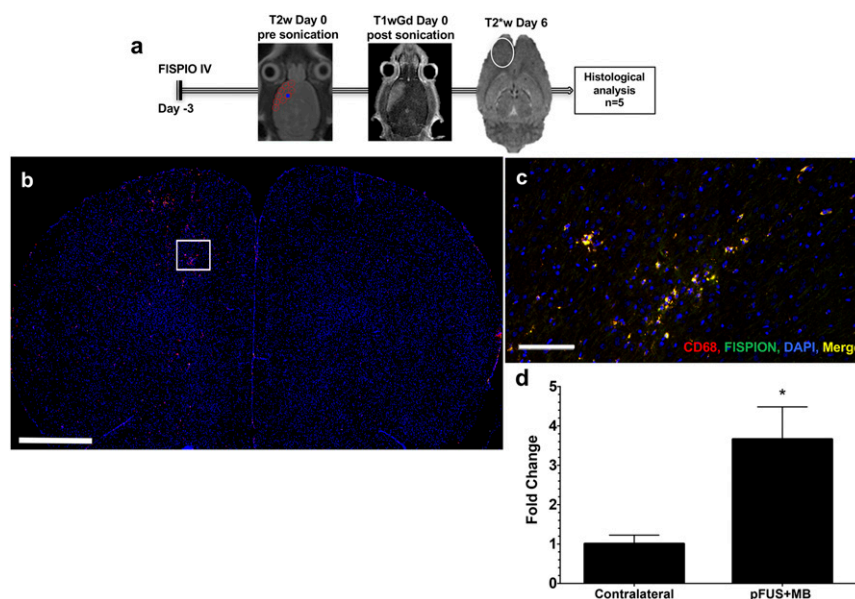 a
FISPIO IV
Day -3
T2w Day 0
pre sonication
T1wGd Day 0
post sonication
T2*w Day 6
Histological
analysis
n=5
b
c
CD68, FISPION, DAPI, Merge
d
Fold Change
5
4
3
2
1
0
*
Contralateral
pFUS+MB